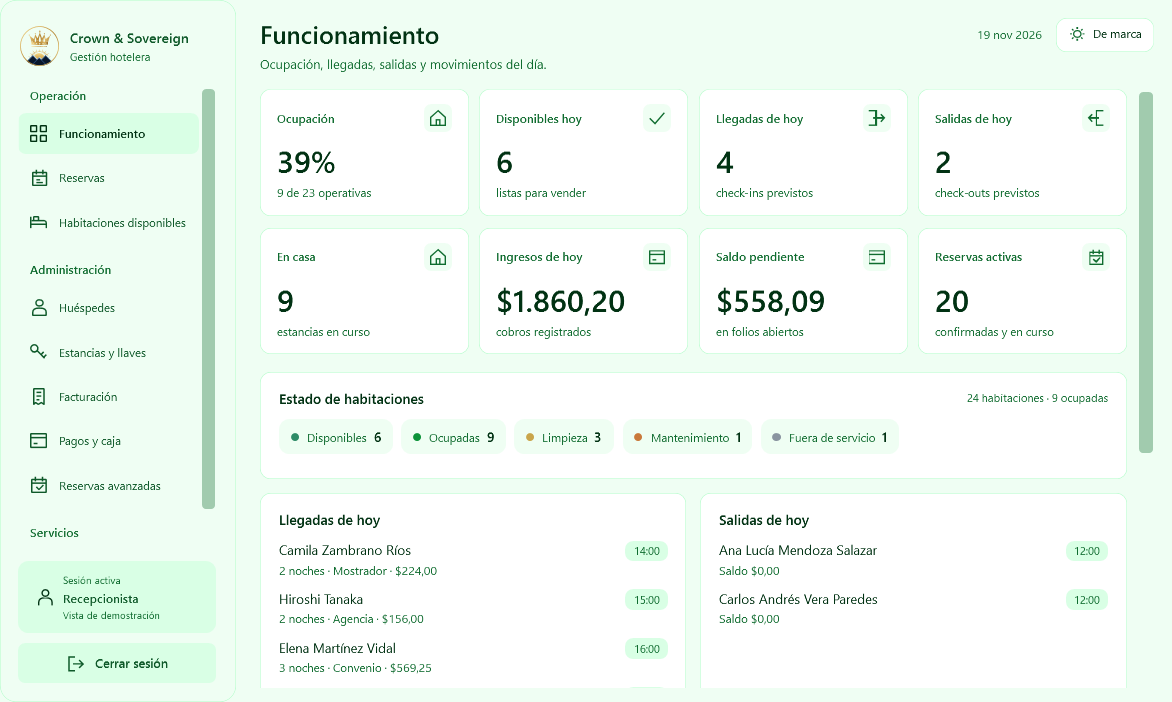 Crown & Sovereign
Gestión hotelera
Operación
Funcionamiento
Reservas
Habitaciones disponibles
Administración
Huéspedes
Estancias y llaves
Facturación
Pagos y caja
Reservas avanzadas
Servicios
Sesión activa
Recepcionista
Vista de demostración
Cerrar sesión
Funcionamiento
Ocupación, llegadas, salidas y movimientos del día.
19 nov 2026
De marca
Ocupación
39%
9 de 23 operativas
Disponibles hoy
6
listas para vender
Llegadas de hoy
4
check-ins previstos
Salidas de hoy
2
check-outs previstos
En casa
9
estancias en curso
Ingresos de hoy
$1.860,20
cobros registrados
Saldo pendiente
$558,09
en folios abiertos
Reservas activas
20
confirmadas y en curso
Estado de habitaciones
24 habitaciones · 9 ocupadas
Disponibles 6
Ocupadas 9
Limpieza 3
Mantenimiento 1
Fuera de servicio 1
Llegadas de hoy
Camila Zambrano Ríos
14:00
2 noches · Mostrador · $224,00
Hiroshi Tanaka
15:00
2 noches · Agencia · $156,00
Elena Martínez Vidal
16:00
3 noches · Convenio · $569,25
Salidas de hoy
Ana Lucía Mendoza Salazar
12:00
Saldo $0,00
Carlos Andrés Vera Paredes
12:00
Saldo $0,00